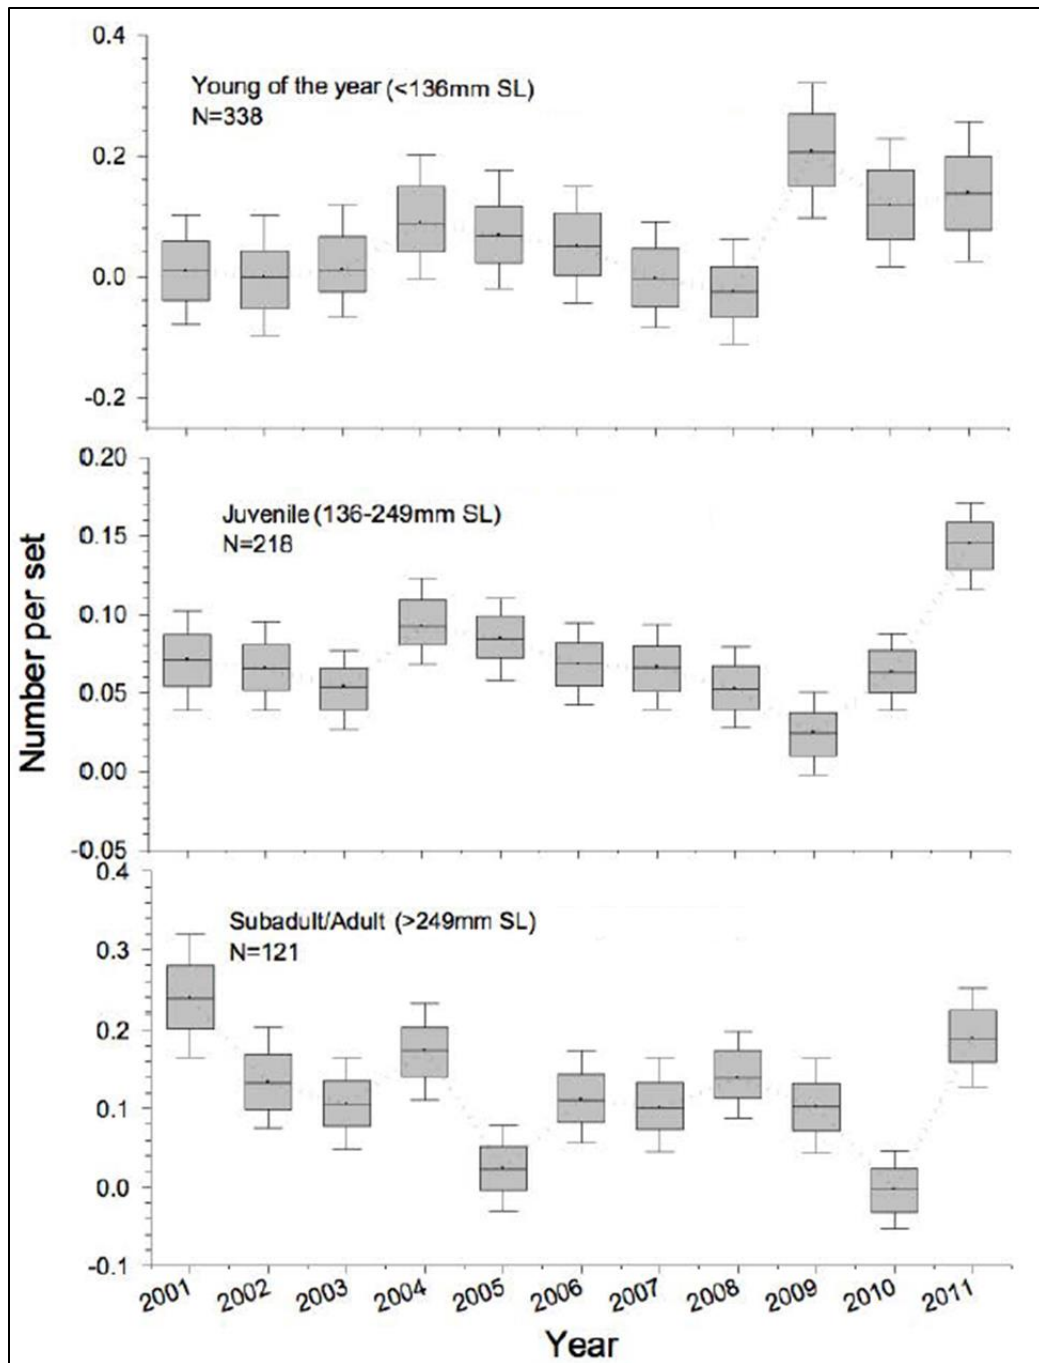 0.4
Young of the year (<136mm SL)
N=338
0.2
0.0
-0.2
0.20
Juvenile (136-249mm SL)
0.15
N=218
0.10
0.05
0.00
-0.05
Number per set
0.4
Subadult/Adult (>249mm SL)
N=121
0.3
0.2
0.1
0.0
-0.1
2001 2002 2003 2004 2005 2006 2007 2008 2009 2010 2011
Year